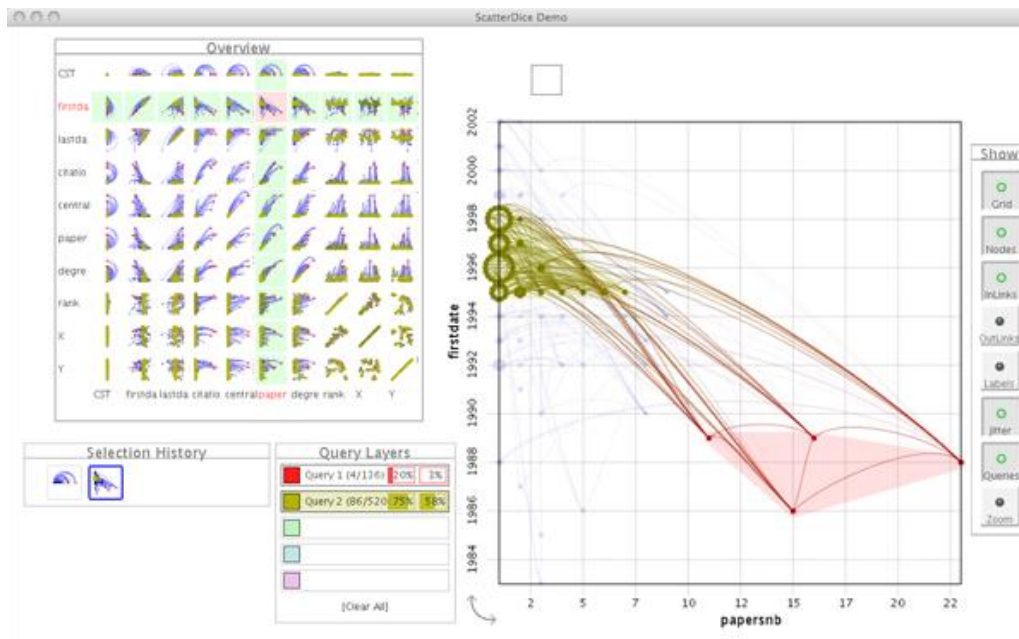 ScatterDice Demo
Overview
CST
firstda
lastda
citatio
central
paper
degre
rank
X
Y
CST firstda lastda citatio central paper degre rank X Y
Selection History
Query Layers
Query 1 (4/136) 20% 3%
Query 2 (86/520 75% 58%
[Clear All]
firstdate
2002
2000
1998
1996
1994
1992
1990
1988
1986
1984
2 5 7 10 12 15 17 20 22
papersnb
Show
Grid
Nodes
InLinks
OutLinks
Labels
Jitter
Queries
Zoom